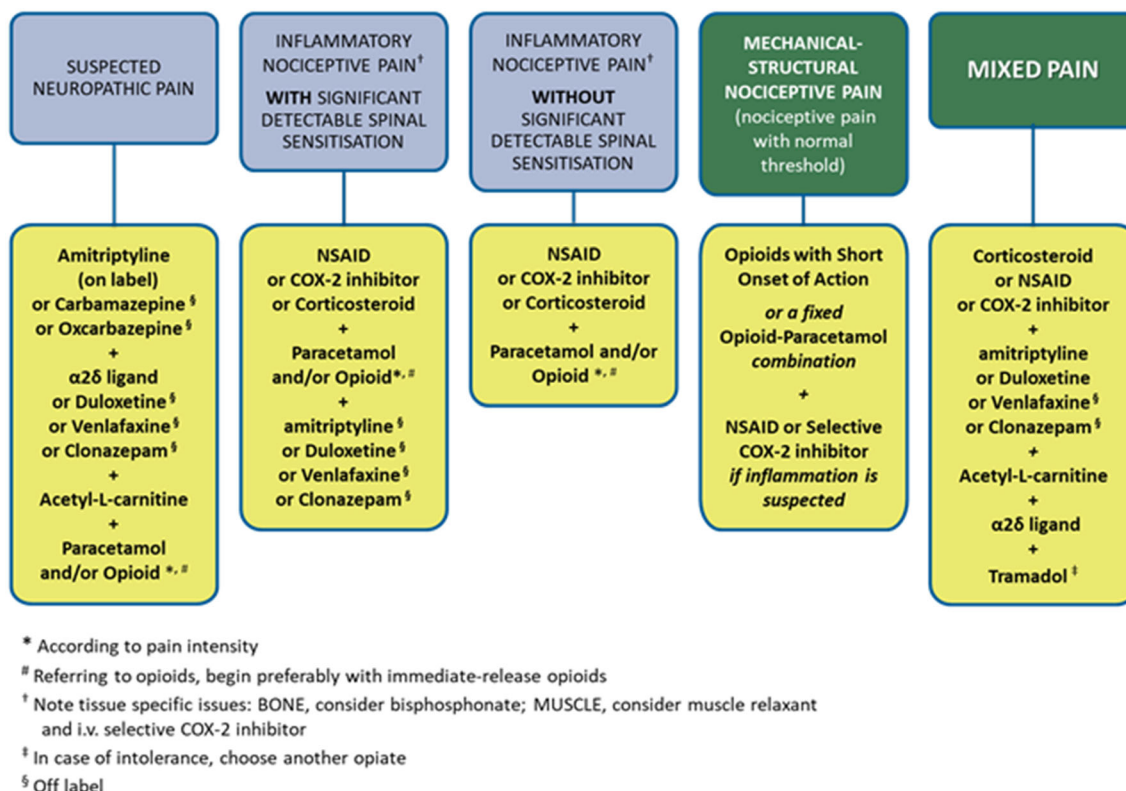 SUSPECTED
NEUROPATHIC PAIN
INFLAMMATORY
NOCICEPTIVE PAIN†
WITH SIGNIFICANT
DETECTABLE SPINAL
SENSITISATION
INFLAMMATORY
NOCICEPTIVE PAIN†
WITHOUT
SIGNIFICANT
DETECTABLE SPINAL
SENSITISATION
MECHANICAL-
STRUCTURAL
NOCICEPTIVE PAIN
(nociceptive pain
with normal
threshold)
MIXED PAIN
Amitriptyline
(on label)
or Carbamazepine §
or Oxcarbazepine §
+
α2δ ligand
or Duloxetine §
or Venlafaxine §
or Clonazepam §
+
Acetyl-L-carnitine
+
Paracetamol
and/or Opioid *, #
NSAID
or COX-2 inhibitor
or Corticosteroid
+
Paracetamol
and/or Opioid*, #
+
amitriptyline §
or Duloxetine §
or Venlafaxine §
or Clonazepam §
NSAID
or COX-2 inhibitor
or Corticosteroid
+
Paracetamol and/or
Opioid *, #
Opioids with Short
Onset of Action
or a fixed
Opioid-Paracetamol
combination
+
NSAID or Selective
COX-2 inhibitor
if inflammation is
suspected
Corticosteroid
or NSAID
or COX-2 inhibitor
+
amitriptyline
or Duloxetine
or Venlafaxine §
or Clonazepam §
+
Acetyl-L-carnitine
+
α2δ ligand
+
Tramadol ‡
* According to pain intensity
# Referring to opioids, begin preferably with immediate-release opioids
† Note tissue specific issues: BONE, consider bisphosphonate; MUSCLE, consider muscle relaxant
and i.v. selective COX-2 inhibitor
‡ In case of intolerance, choose another opiate
§ Off label